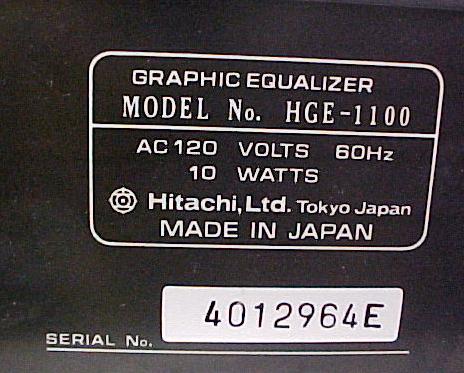 GRAPHIC EQUALIZER
MODEL No. HGE-1100
AC 120 VOLTS 60Hz
10 WATTS
Hitachi, Ltd. Tokyo Japan
MADE IN JAPAN
4012964E
SERIAL No.